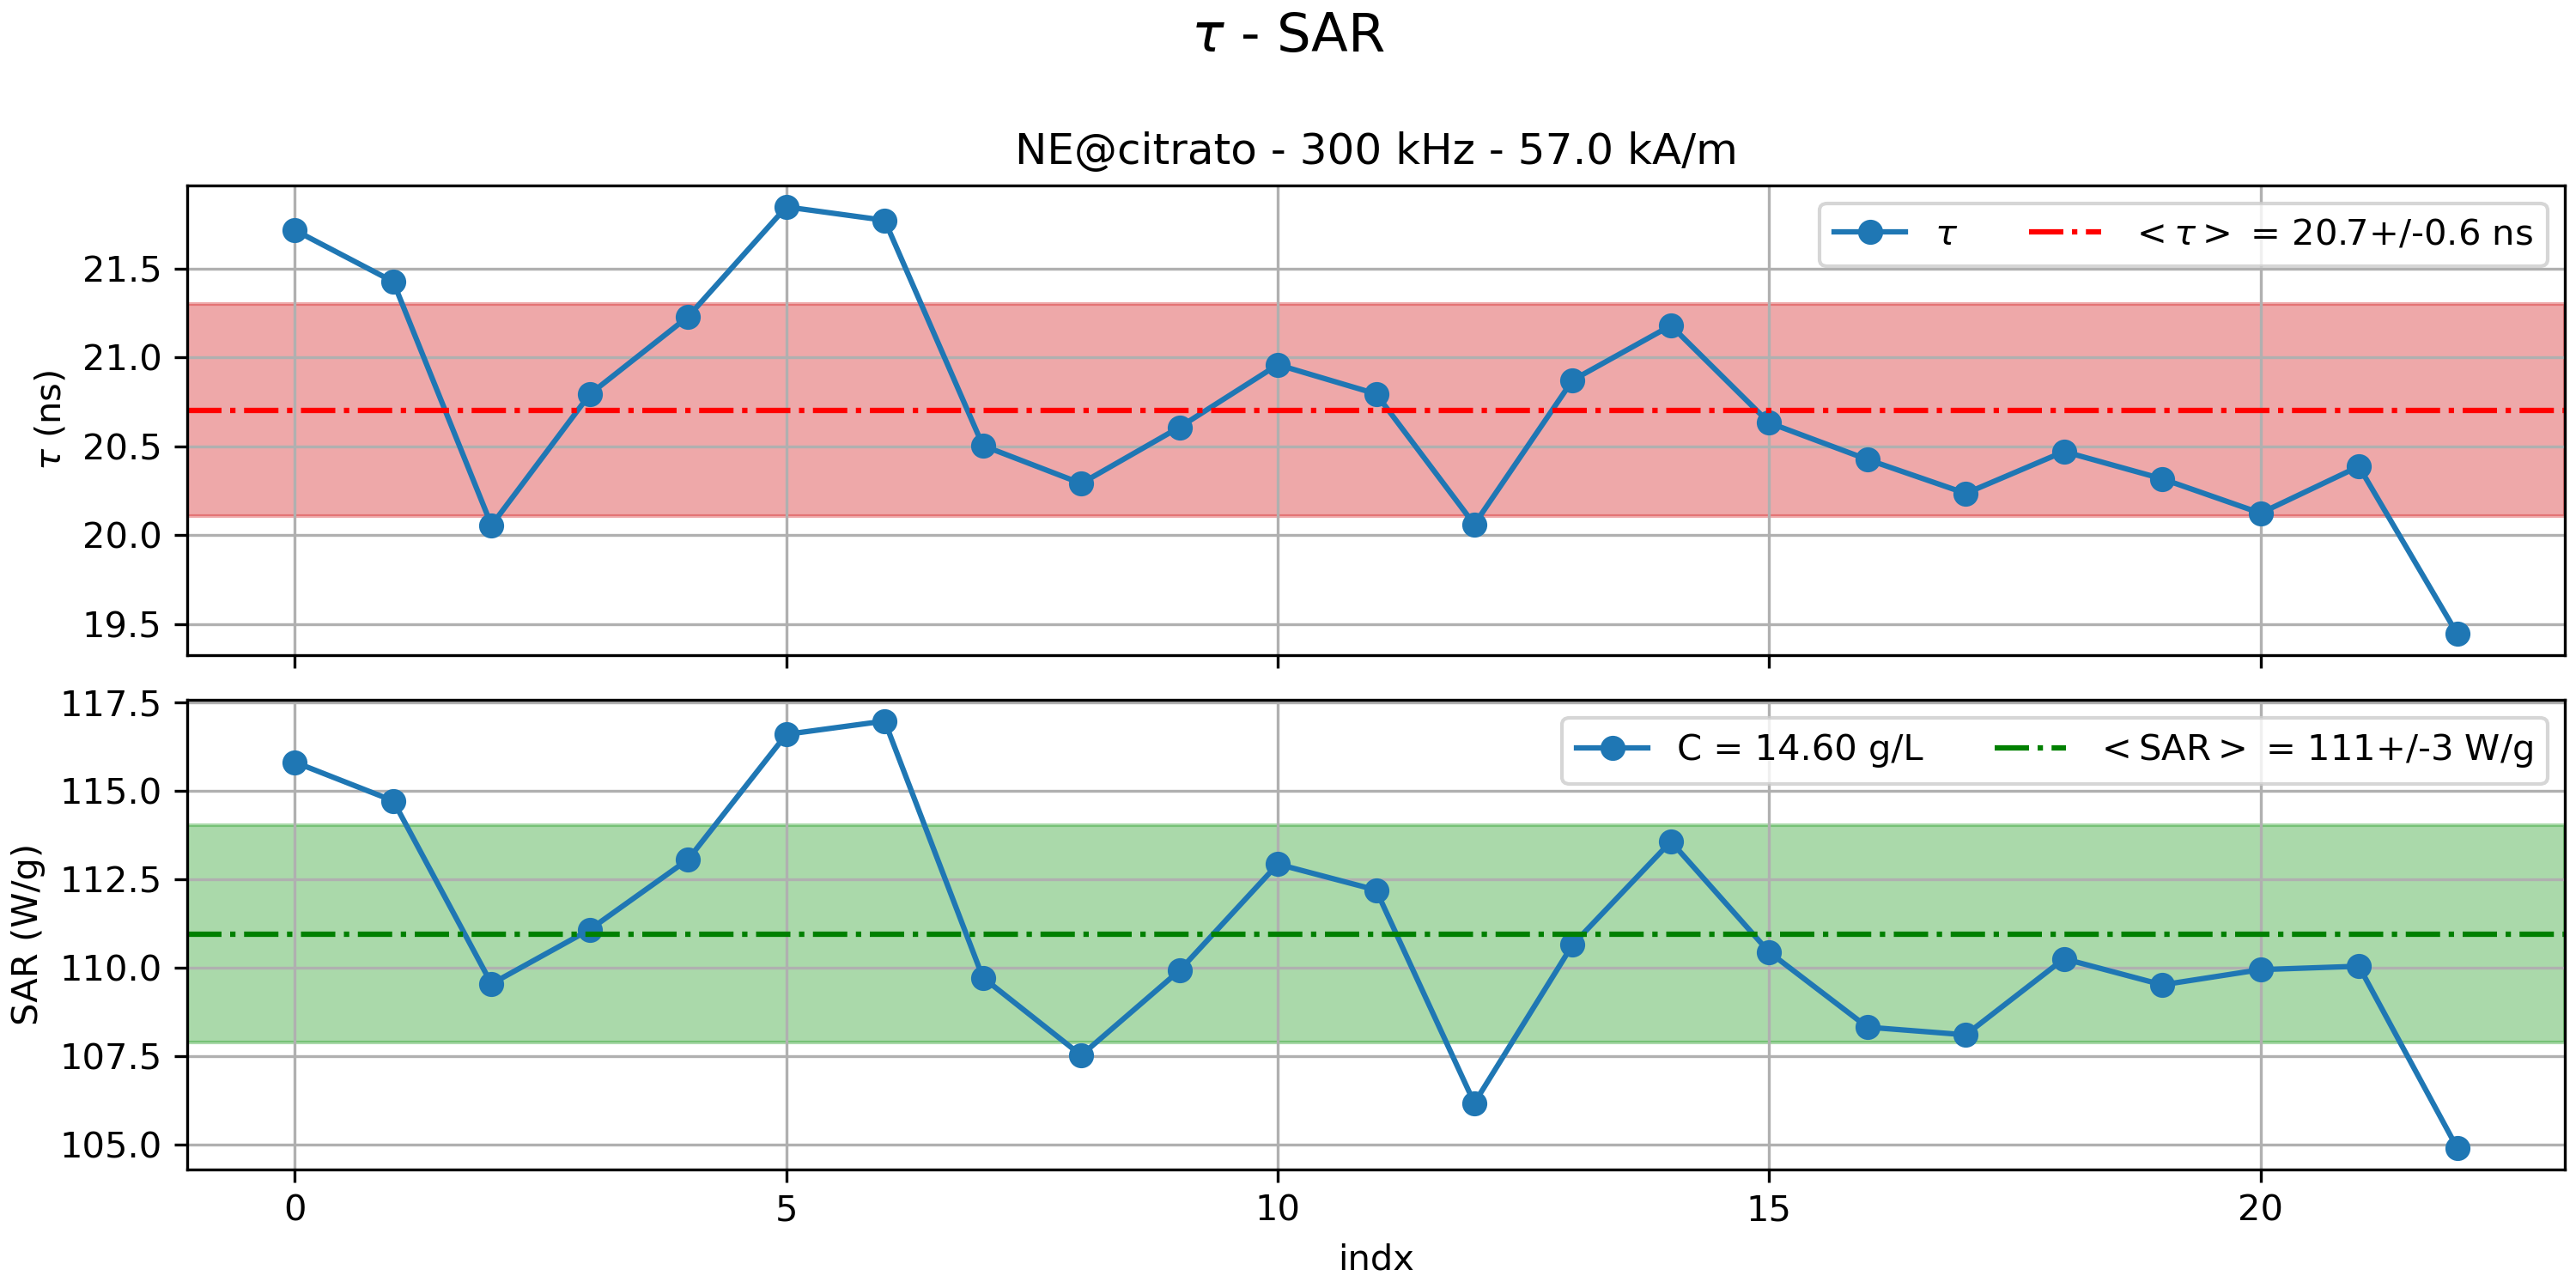 τ - SAR
NE@citrato - 300 kHz - 57.0 kA/m
τ
<τ> = 20.7+/-0.6 ns
τ (ns)
21.5
21.0
20.5
20.0
19.5
C = 14.60 g/L
<SAR> = 111+/-3 W/g
SAR (W/g)
117.5
115.0
112.5
110.0
107.5
105.0
0 5 10 15 20
indx